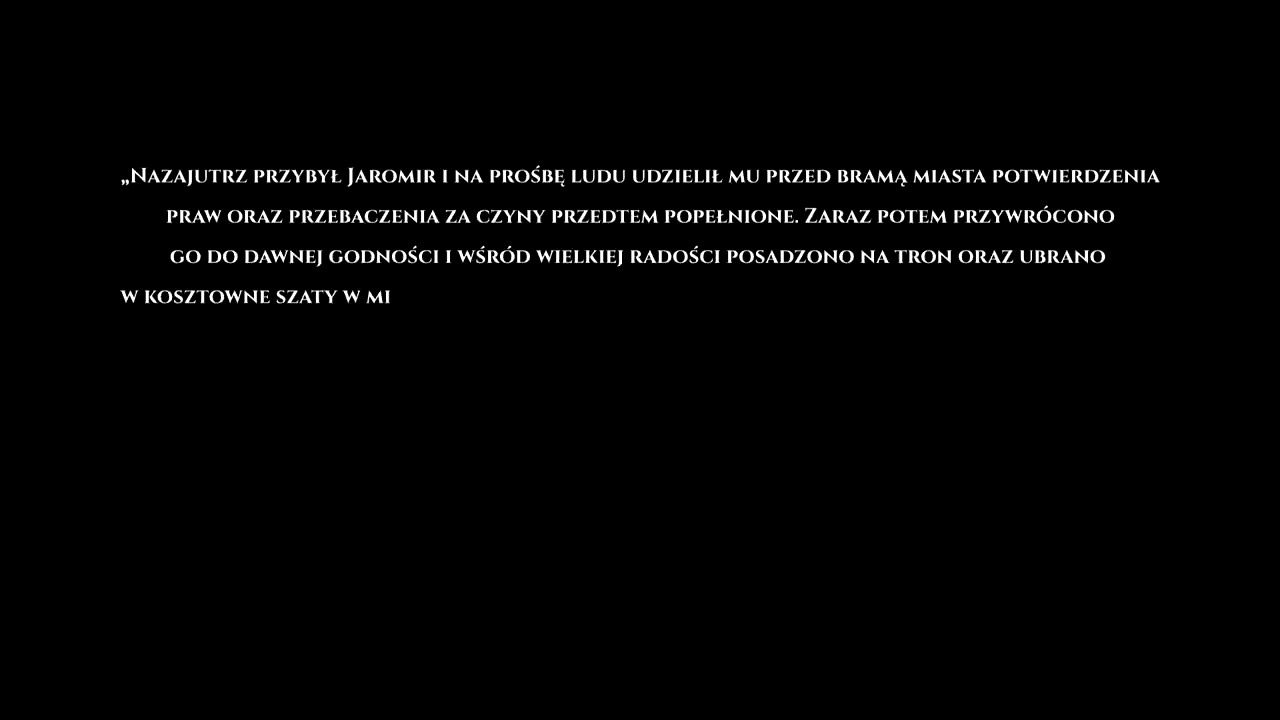 „Nazajutrz przybył Jaromir i na prośbę ludu udzielił mu przed bramą miasta potwierdzenia
praw oraz przebaczenia za czyny przedtem popełnione. Zaraz potem przywrócono
go do dawnej godności i wśród wielkiej radości posadzono na tron oraz ubrano
w kosztowne szaty w mi